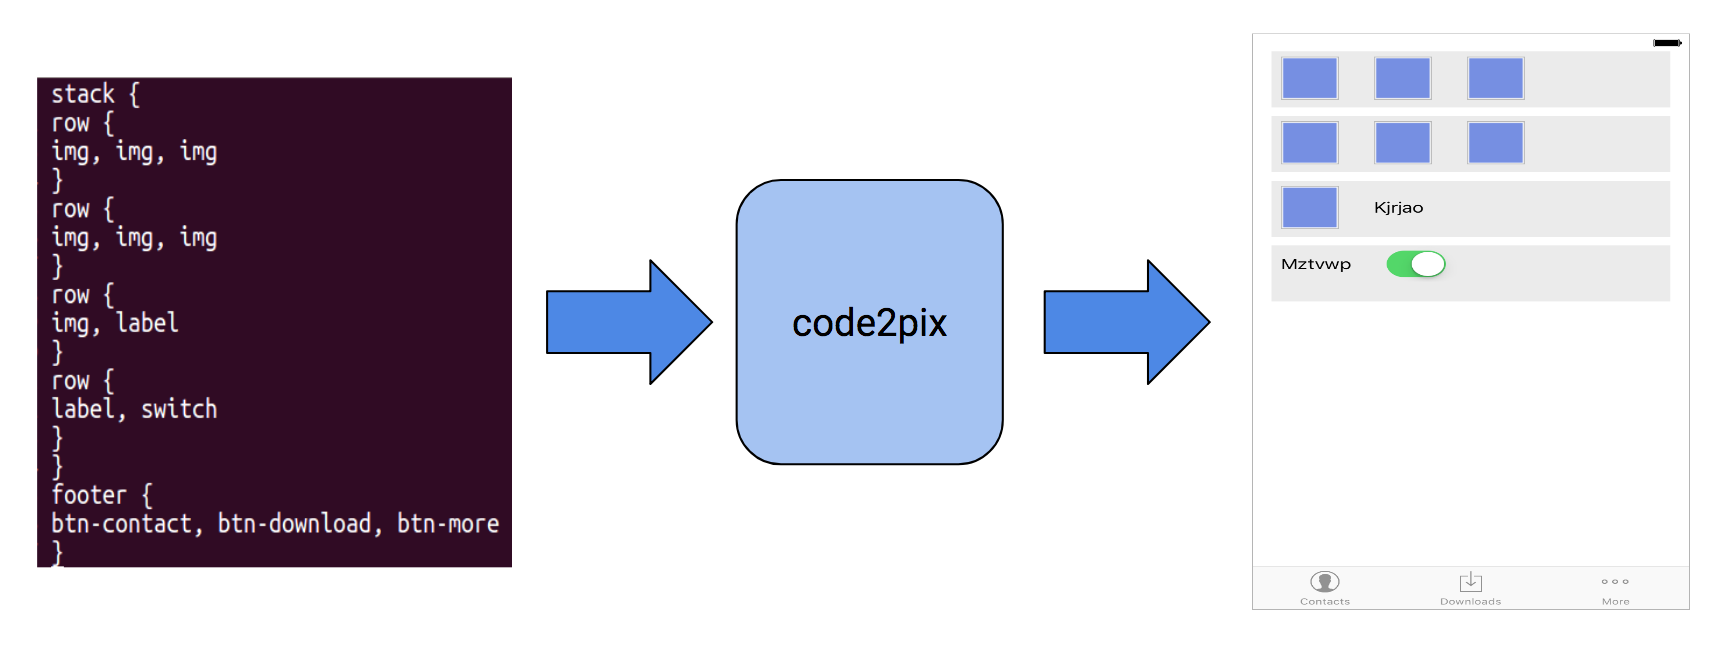 stack {
row {
img, img, img
}
row {
img, img, img
}
row {
img, label
}
row {
label, switch
}
}
footer {
btn-contact, btn-download, btn-more
}
code2pix
Kjrjao
Mztvwp
Contacts
Downloads
More